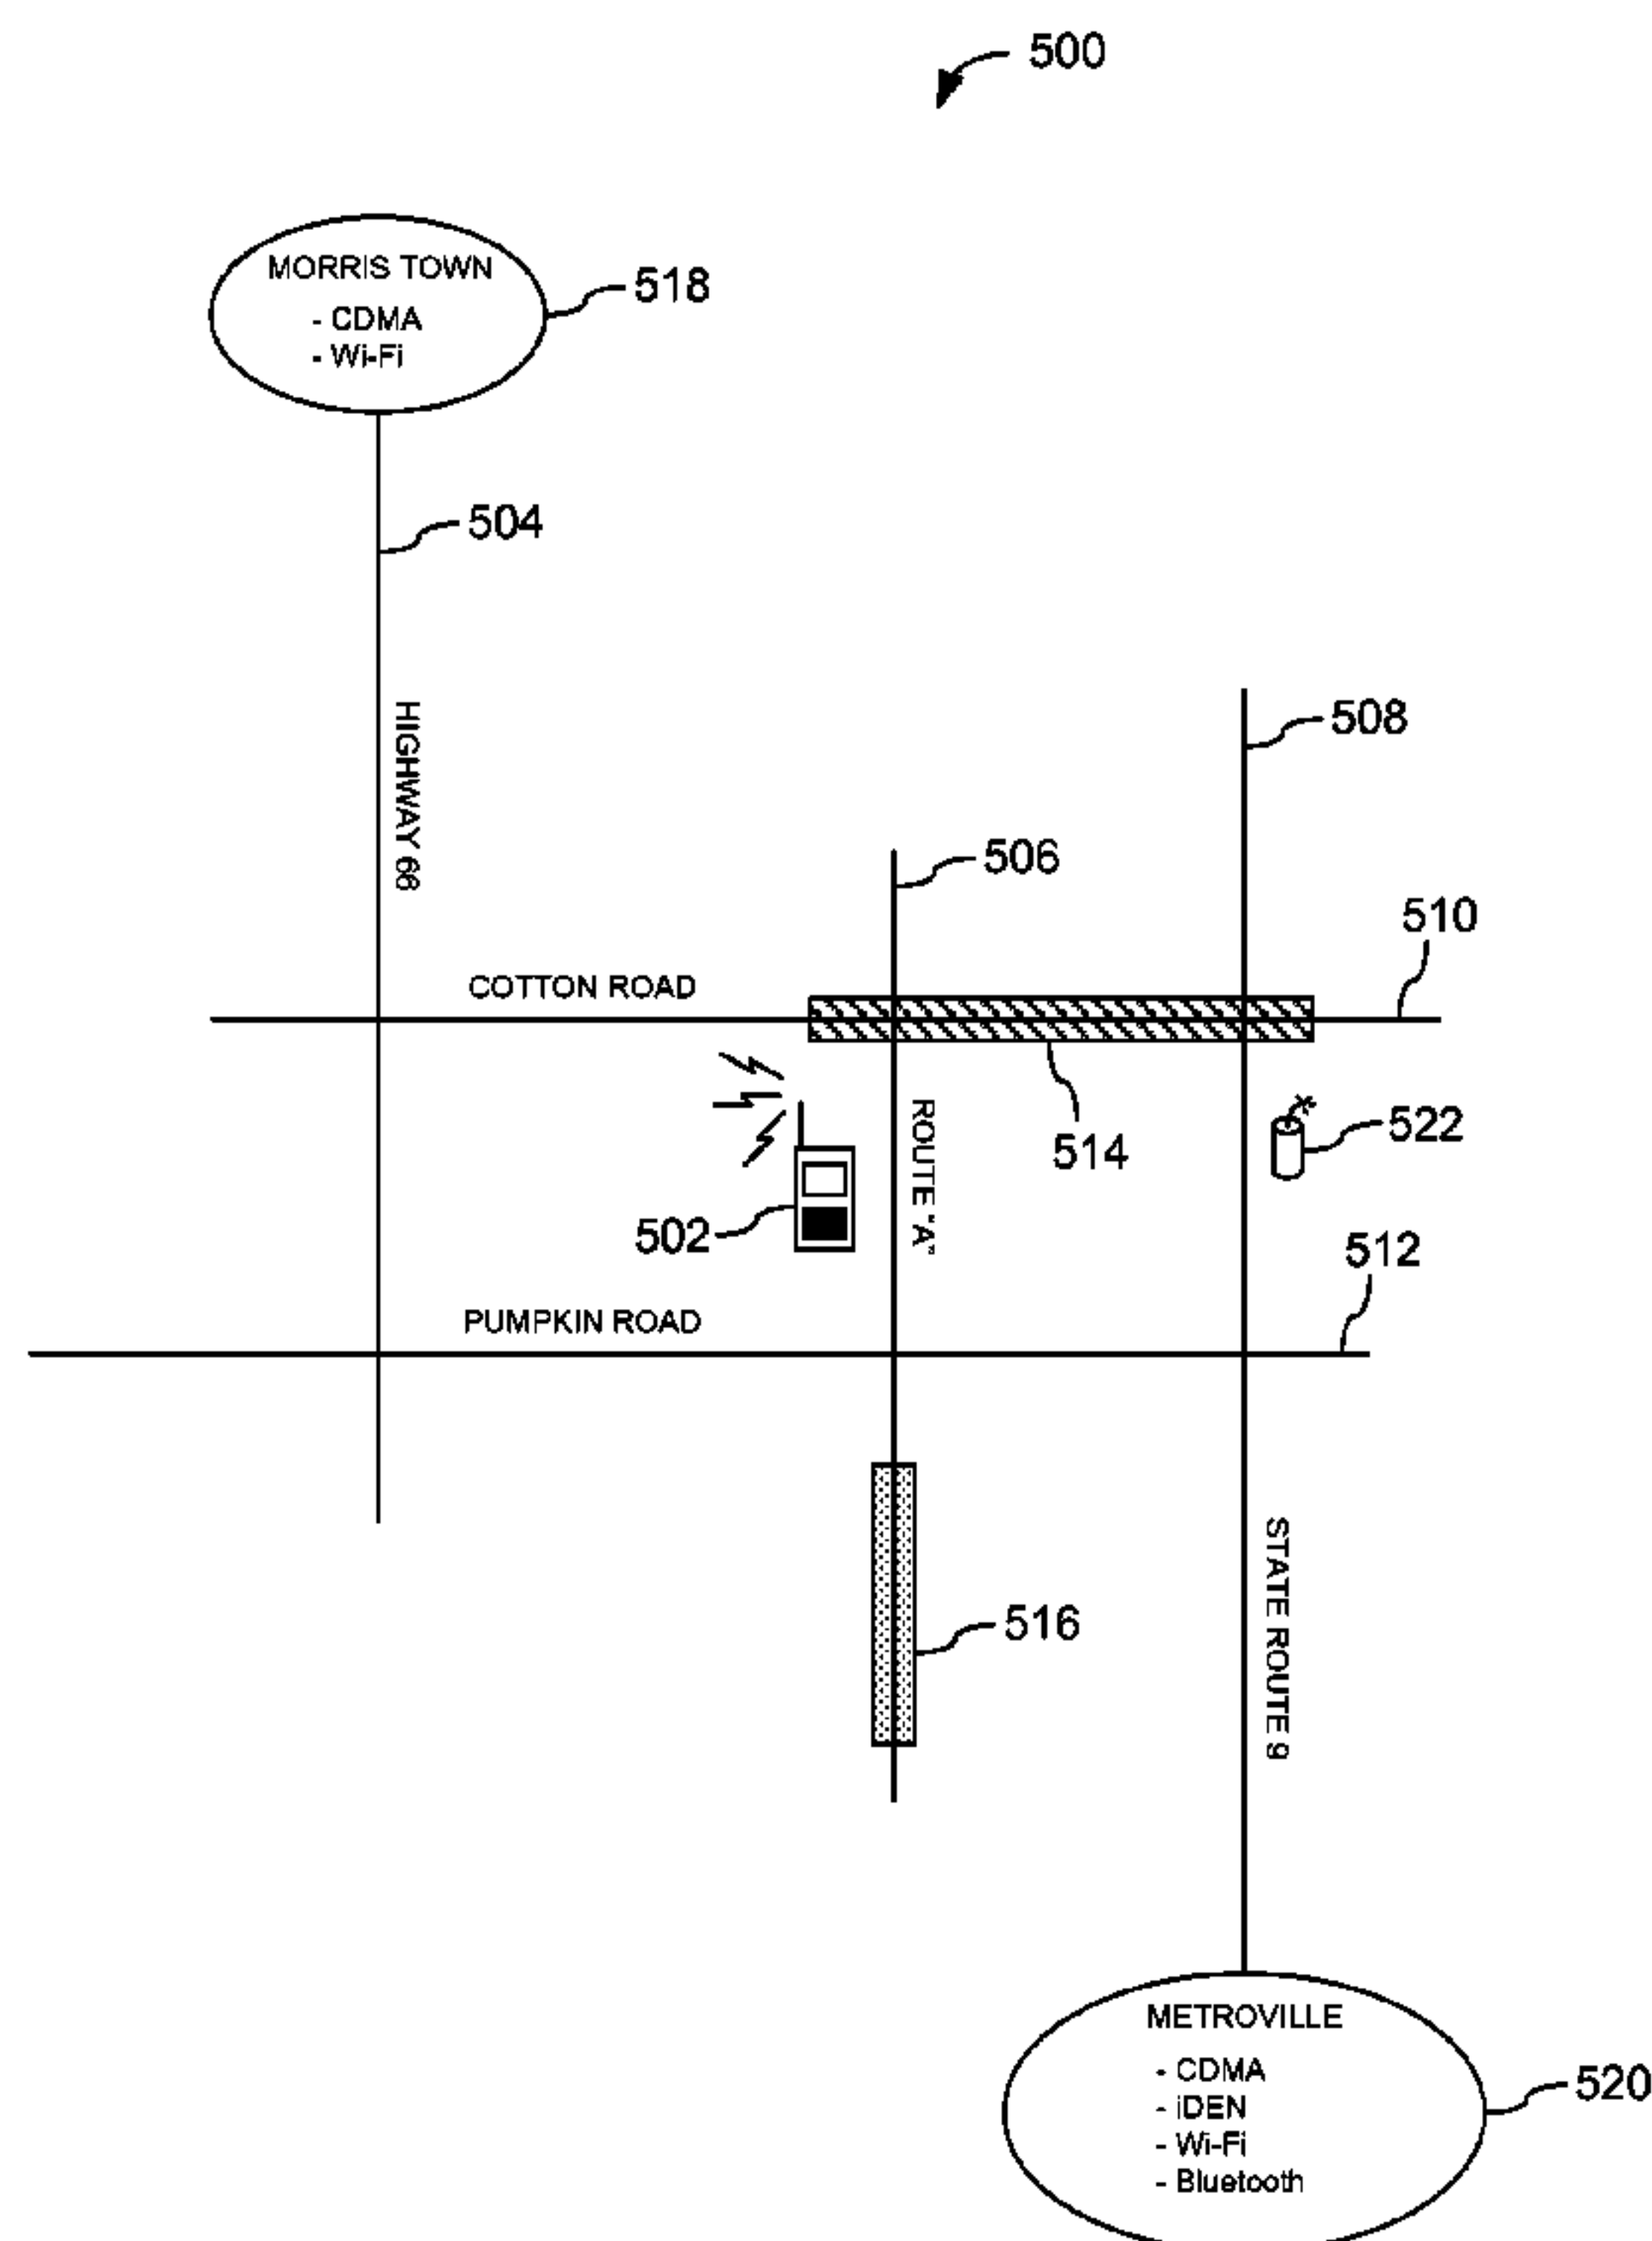 500
MORRIS TOWN
- CDMA
- Wi-Fi
518
504
HIGHWAY 66
508
506
510
COTTON ROAD
514
522
ROUTE "A"
502
512
PUMPKIN ROAD
516
STATE ROUTE 9
METROVILLE
- CDMA
- iDEN
- Wi-Fi
- Bluetooth
520